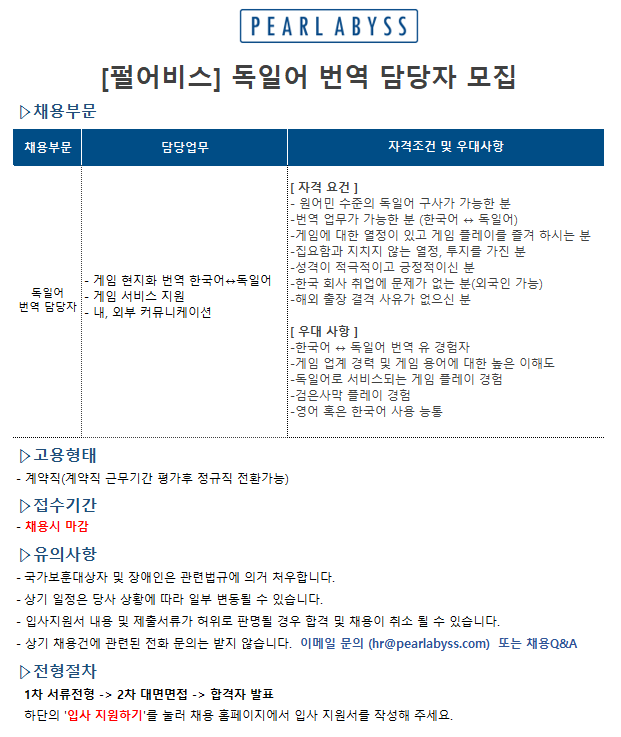 PEARL ABYSS
[펄어비스] 독일어 번역 담당자 모집
▷채용부문
채용부문 담당업무 자격조건 및 우대사항
독일어
번역 담당자
- 게임 현지화 번역 한국어↔독일어
- 게임 서비스 지원
- 내, 외부 커뮤니케이션
[ 자격 요건 ]
- 원어민 수준의 독일어 구사가 가능한 분
-번역 업무가 가능한 분 (한국어 ↔ 독일어)
-게임에 대한 열정이 있고 게임 플레이를 즐겨 하시는 분
-집요함과 지치지 않는 열정, 투지를 가진 분
-성격이 적극적이고 긍정적이신 분
-한국 회사 취업에 문제가 없는 분(외국인 가능)
-해외 출장 결격 사유가 없으신 분
[ 우대 사항 ]
-한국어 ↔ 독일어 번역 유 경험자
-게임 업계 경력 및 게임 용어에 대한 높은 이해도
-독일어로 서비스되는 게임 플레이 경험
-검은사막 플레이 경험
-영어 혹은 한국어 사용 능통
▷고용형태
- 계약직(계약직 근무기간 평가후 정규직 전환가능)
▷접수기간
- 채용시 마감
▷유의사항
- 국가보훈대상자 및 장애인은 관련법규에 의거 처우합니다.
- 상기 일정은 당사 상황에 따라 일부 변동될 수 있습니다.
- 입사지원서 내용 및 제출서류가 허위로 판명될 경우 합격 및 채용이 취소 될 수 있습니다.
- 상기 채용건에 관련된 전화 문의는 받지 않습니다. 이메일 문의 (hr@pearlabyss.com) 또는 채용Q&A
▷전형절차
1차 서류전형 -> 2차 대면면접 -> 합격자 발표
하단의 '입사 지원하기'를 눌러 채용 홈페이지에서 입사 지원서를 작성해 주세요.